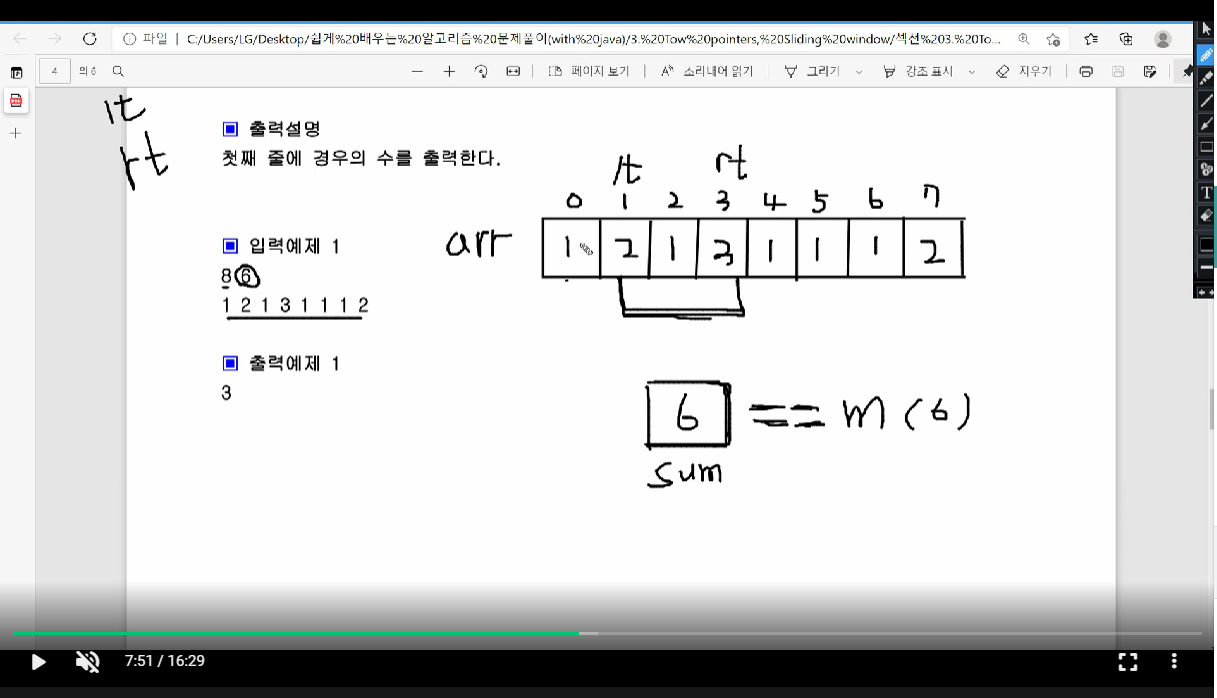 파일 | C:/Users/LG/Desktop/쉽게%20배우는%20알고리즘%20문제풀이(with%20java)/3.%20Tow%20pointers,%20Sliding%20window/섹션%203.%20To...
4 의 6 페이지 보기 소리내어 읽기 그리기 강조 표시 지우기
lt
rt
출력설명
첫째 줄에 경우의 수를 출력한다.
lt rt
0 1 2 3 4 5 6 7
arr 1 2 1 3 1 1 1 2
입력예제 1
8 6
1 2 1 3 1 1 1 2
출력예제 1
3
6 == m (6)
sum
7:51 / 16:29